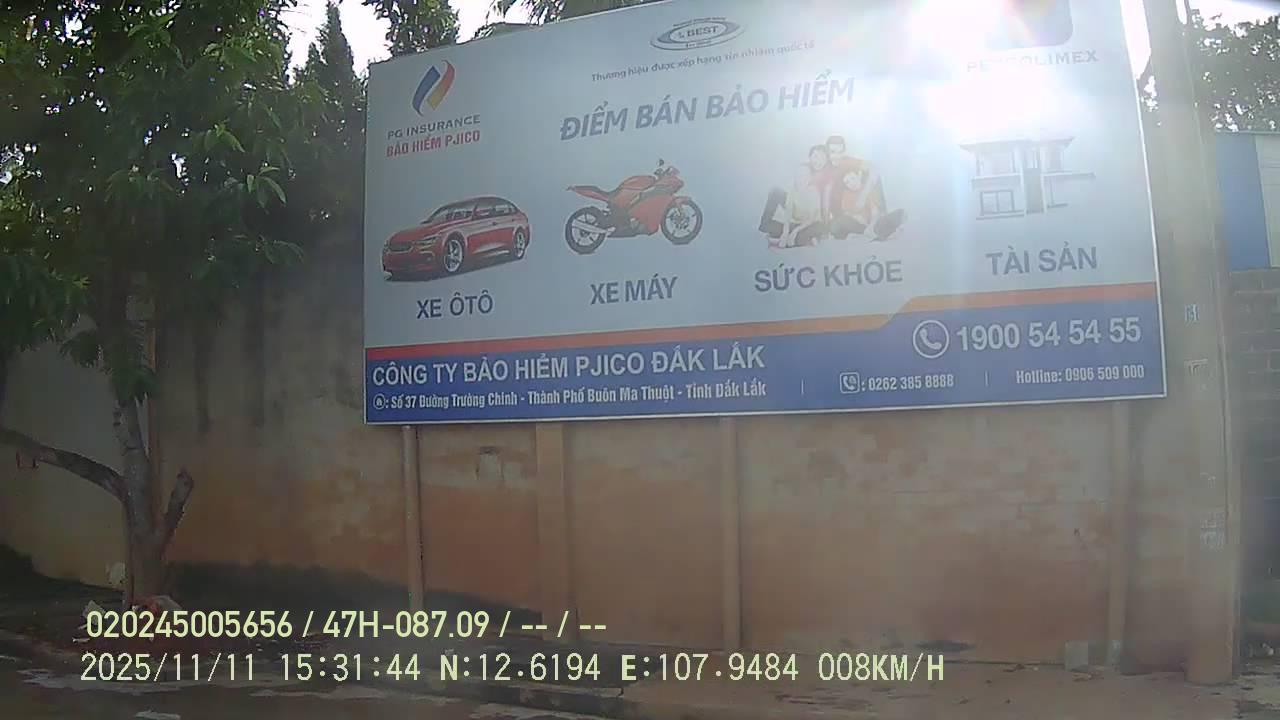 BEST
Thương hiệu được xếp hạng tín nhiệm quốc tế
PETROLIMEX
PG INSURANCE
BẢO HIỂM PJICO
ĐIỂM BÁN BẢO HIỂM
XE ÔTÔ
XE MÁY
SỨC KHỎE
TÀI SẢN
CÔNG TY BẢO HIỂM PJICO ĐẮK LẮK
1900 54 54 55
: Số 37 Đường Trường Chinh - Thành Phố Buôn Ma Thuột - Tỉnh Đắk Lắk
: 0262 385 8888
Hotline: 0906 509 000
020245005656 / 47H-087.09 / -- / --
2025/11/11 15:31:44 N:12.6194 E:107.9484 008KM/H